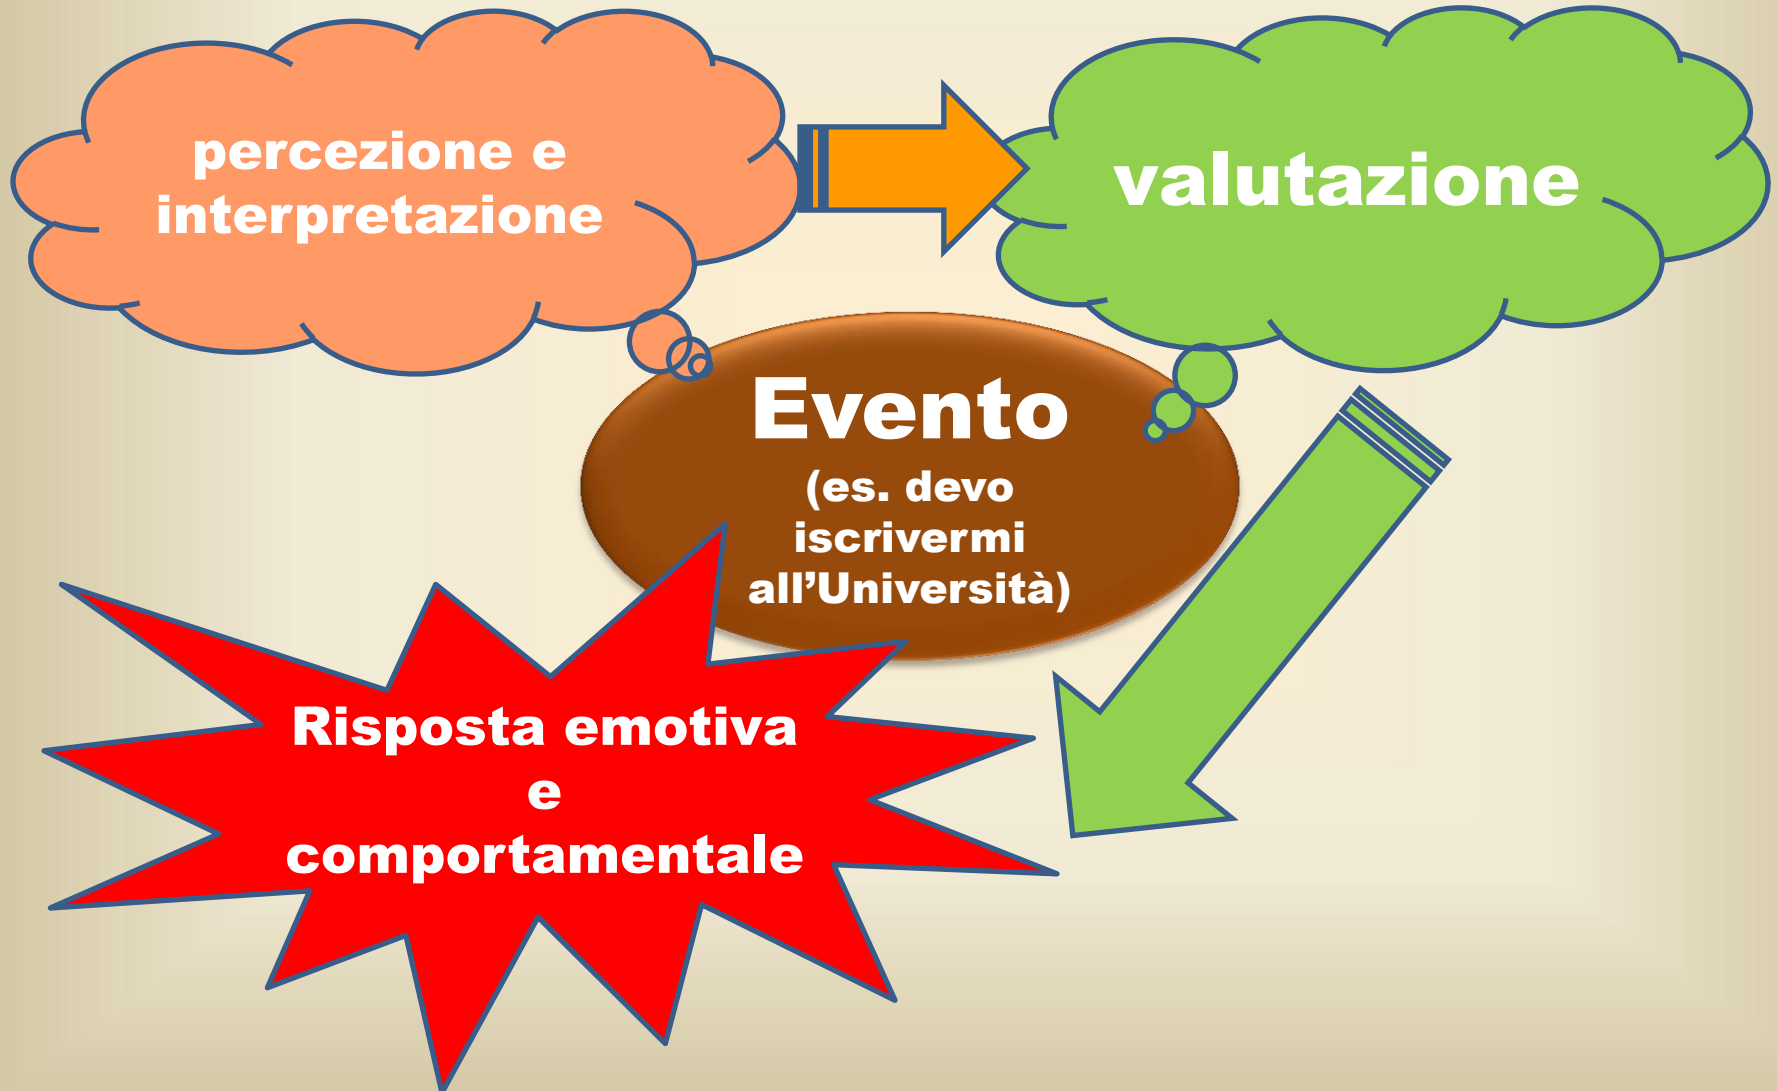 percezione e
interpretazione
valutazione
Evento
(es. devo
iscrivermi
all’Università)
Risposta emotiva
e
comportamentale